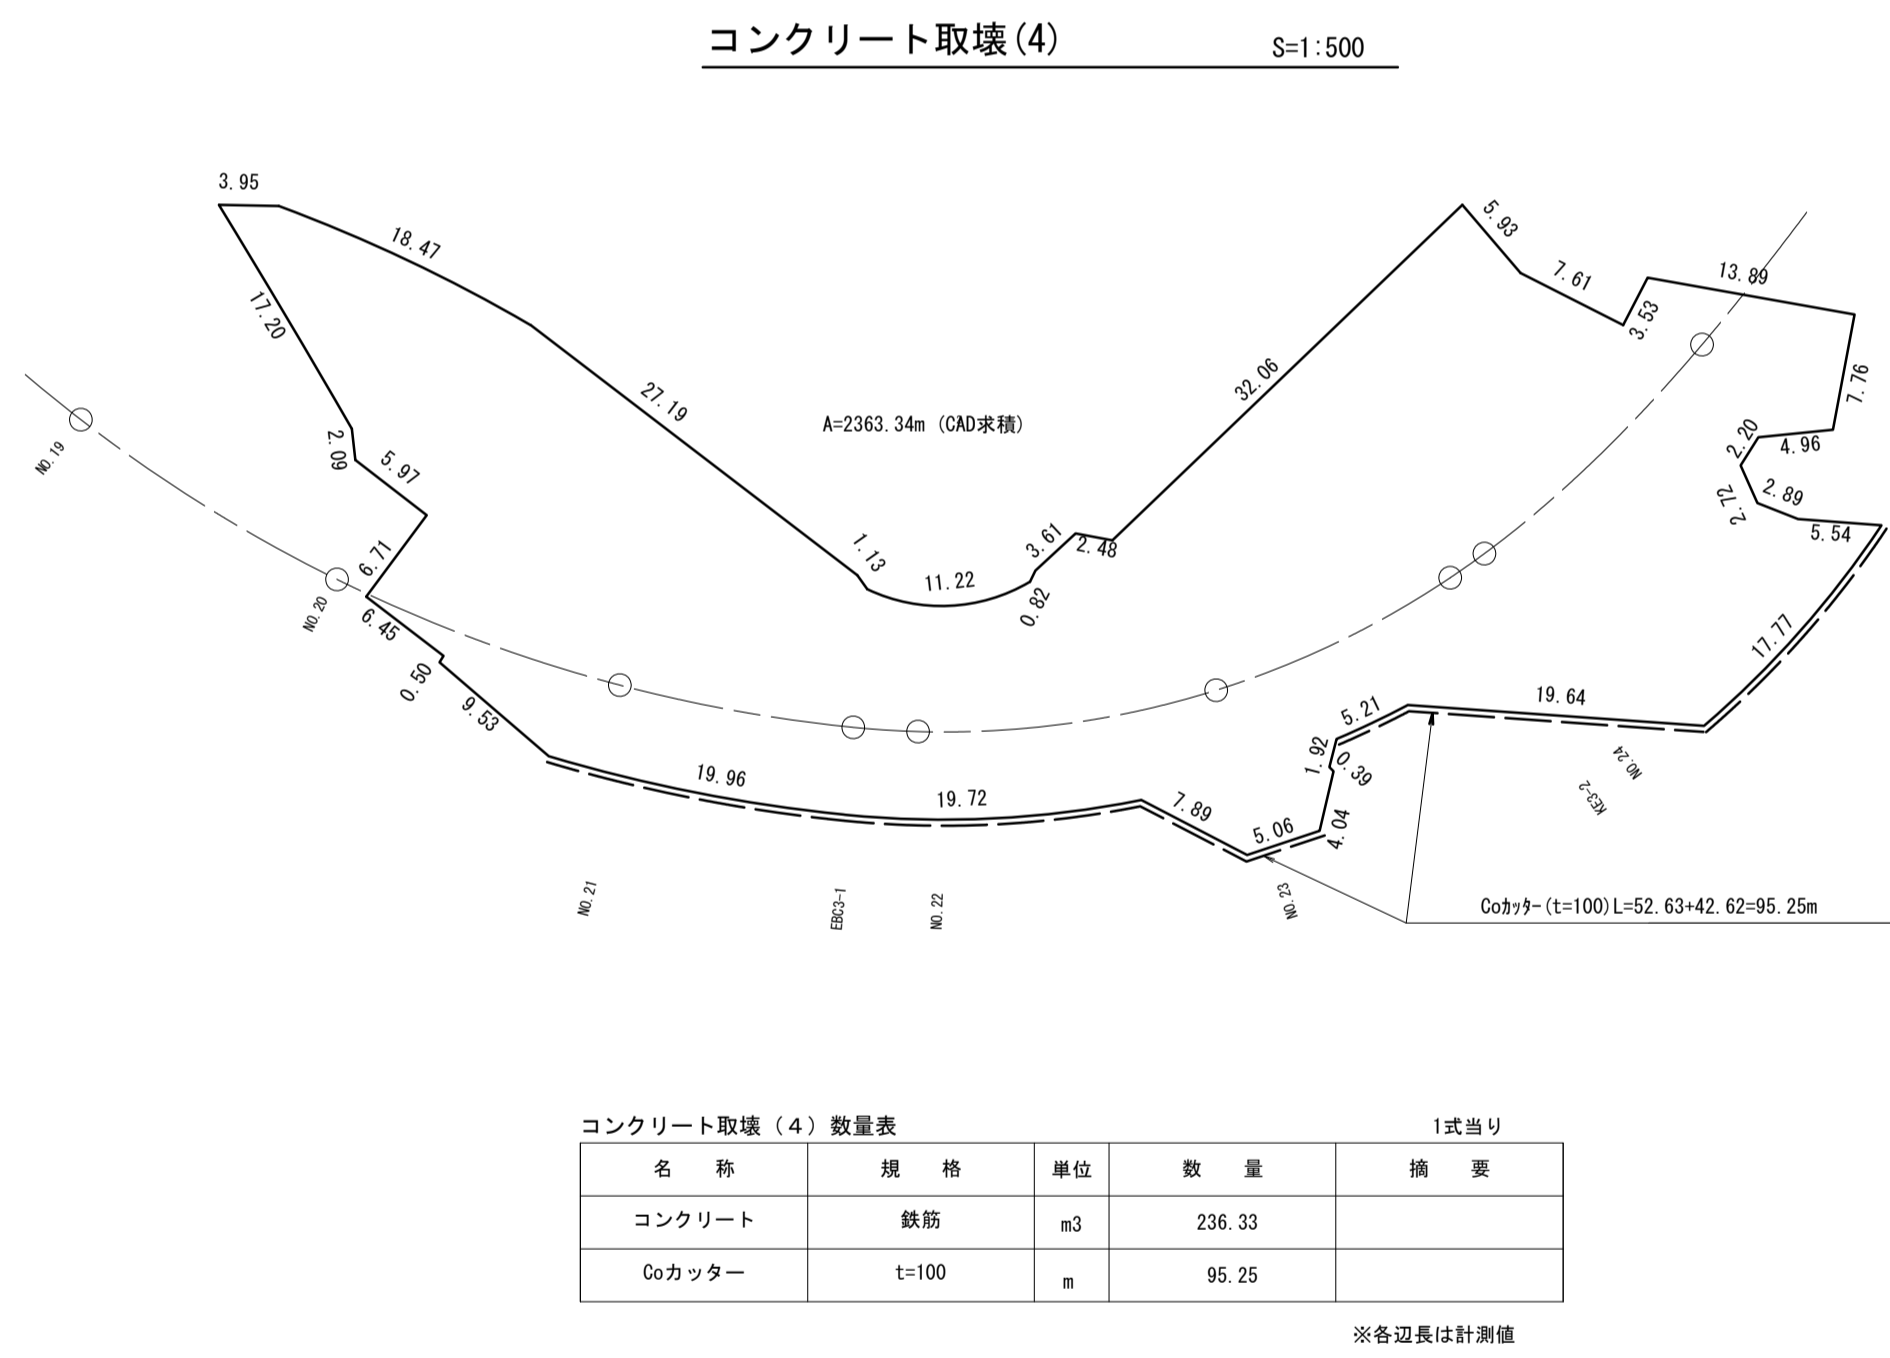 コンクリート取壊(4) S=1:500
3.95
18.47
17.20
2.09
5.97
6.71
6.45
0.50
9.53
27.19
1.13
11.22
0.82
3.61
2.48
32.06
5.93
7.61
3.53
13.89
7.76
4.96
2.20
2.72
2.89
5.54
17.77
19.64
5.21
1.92
0.39
4.04
5.06
7.89
19.72
19.96
A=2363.34m (CAD求積)
NO.19
NO.20
NO.21
EBC3-1
NO.22
NO.23
KE3-2
NO.24
Coカッター(t=100)L=52.63+42.62=95.25m
コンクリート取壊（４）数量表 1式当り
名 称 規 格 単位 数 量 摘 要
コンクリート 鉄筋 m3 236.33
Coカッター t=100 m 95.25
※各辺長は計測値